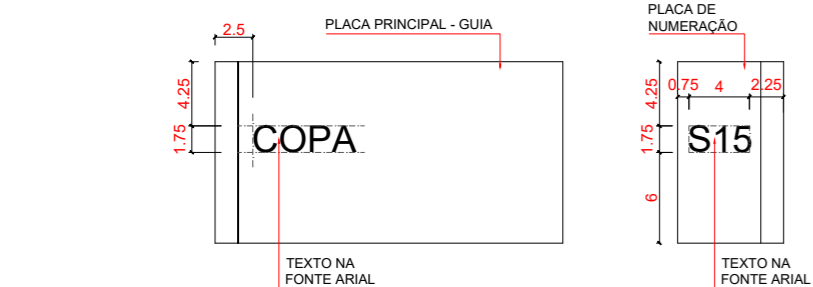 PLACA PRINCIPAL - GUIA
2.5
4.25
1.75
COPA
TEXTO NA
FONTE ARIAL
PLACA DE
NUMERAÇÃO
0.75 4 2.25
4.25
1.75
6
S15
TEXTO NA
FONTE ARIAL